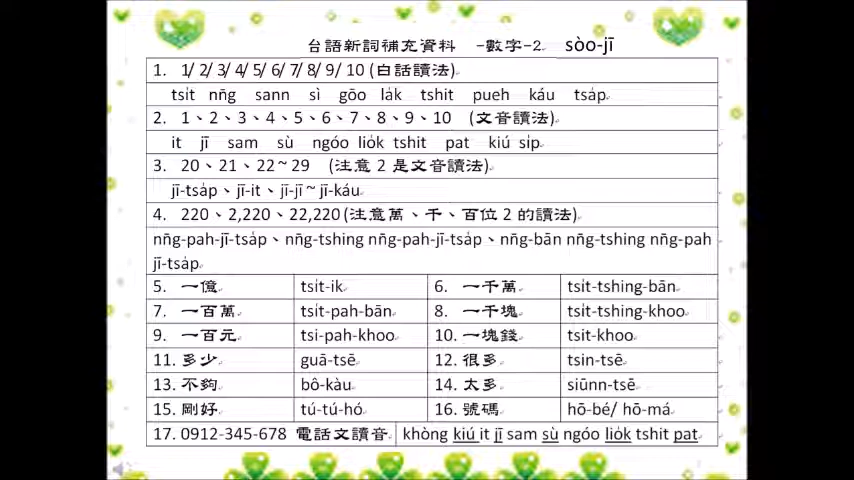 台語新詞補充資料 -數字-2 sòo-jī
1. 1/ 2/ 3/ 4/ 5/ 6/ 7/ 8/ 9/ 10 (白話讀法)
tsi̍t nn̄g sann sì gōo la̍k tshit pueh káu tsa̍p
2. 1、2、3、4、5、6、7、8、9、10 (文音讀法)
it jī sam sù ngóo lio̍k tshit pat kiú si̍p
3. 20、21、22～29 (注意 2 是文音讀法)
jī-tsa̍p、jī-it、jī-jī～jī-káu
4. 220、2,220、22,220 (注意萬、千、百位 2 的讀法)
nn̄g-pah-jī-tsa̍p、nn̄g-tshing nn̄g-pah-jī-tsa̍p、nn̄g-bān nn̄g-tshing nn̄g-pah
jī-tsa̍p
5. 一億 tsi̍t-ik 6. 一千萬 tsi̍t-tshing-bān
7. 一百萬 tsi̍t-pah-bān 8. 一千塊 tsi̍t-tshing-khoo
9. 一百元 tsi-pah-khoo 10. 一塊錢 tsi̍t-khoo
11. 多少 guā-tsē 12. 很多 tsin-tsē
13. 不夠 bô-kàu 14. 太多 siūnn-tsē
15. 剛好 tú-tú-hó 16. 號碼 hō-bé/ hō-má
17. 0912-345-678 電話文讀音 khòng kiú it jī sam sù ngóo lio̍k tshit pat